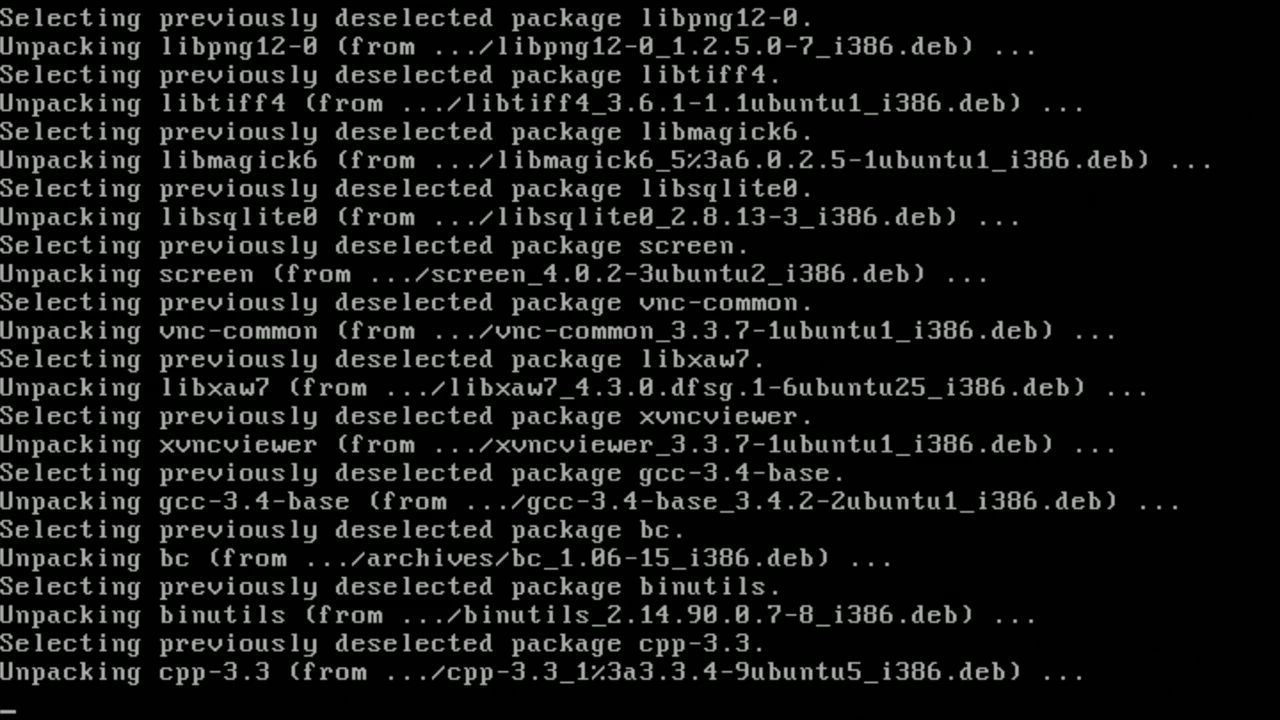 Selecting previously deselected package libpng12-0.
Unpacking libpng12-0 (from .../libpng12-0_1.2.5.0-7_i386.deb) ...
Selecting previously deselected package libtiff4.
Unpacking libtiff4 (from .../libtiff4_3.6.1-1.1ubuntu1_i386.deb) ...
Selecting previously deselected package libmagick6.
Unpacking libmagick6 (from .../libmagick6_5%3a6.0.2.5-1ubuntu1_i386.deb) ...
Selecting previously deselected package libsqlite0.
Unpacking libsqlite0 (from .../libsqlite0_2.8.13-3_i386.deb) ...
Selecting previously deselected package screen.
Unpacking screen (from .../screen_4.0.2-3ubuntu2_i386.deb) ...
Selecting previously deselected package vnc-common.
Unpacking vnc-common (from .../vnc-common_3.3.7-1ubuntu1_i386.deb) ...
Selecting previously deselected package libxaw7.
Unpacking libxaw7 (from .../libxaw7_4.3.0.dfsg.1-6ubuntu25_i386.deb) ...
Selecting previously deselected package xvncviewer.
Unpacking xvncviewer (from .../xvncviewer_3.3.7-1ubuntu1_i386.deb) ...
Selecting previously deselected package gcc-3.4-base.
Unpacking gcc-3.4-base (from .../gcc-3.4-base_3.4.2-2ubuntu1_i386.deb) ...
Selecting previously deselected package bc.
Unpacking bc (from .../archives/bc_1.06-15_i386.deb) ...
Selecting previously deselected package binutils.
Unpacking binutils (from .../binutils_2.14.90.0.7-8_i386.deb) ...
Selecting previously deselected package cpp-3.3.
Unpacking cpp-3.3 (from .../cpp-3.3_1%3a3.3.4-9ubuntu5_i386.deb) ...